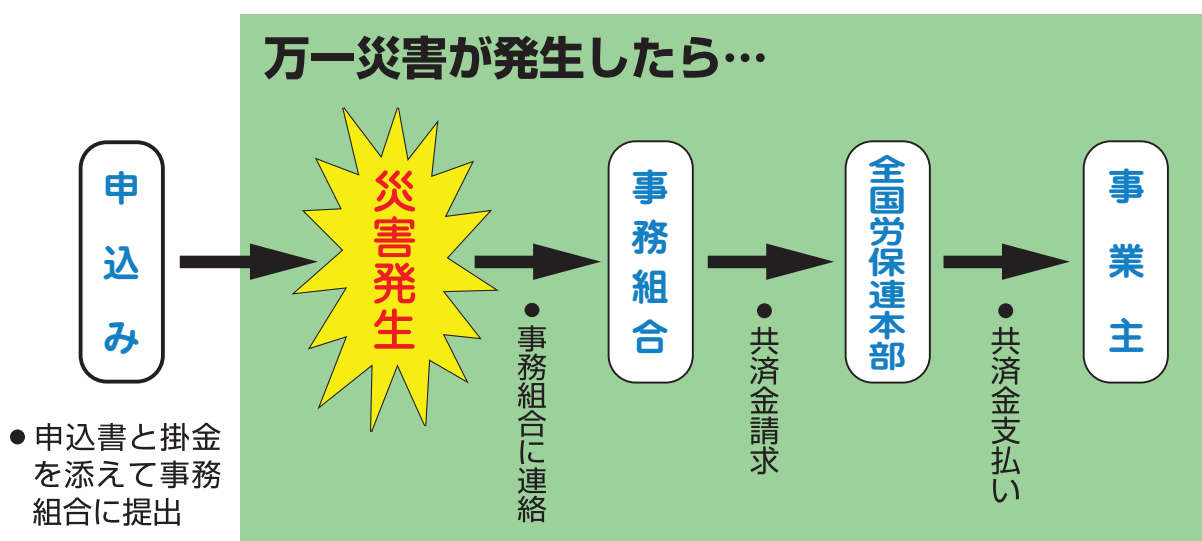 万一災害が発生したら…
申込み
●申込書と掛金
を添えて事務
組合に提出
災害発生
●事務組合に連絡
事務組合
●共済金請求
全国労保連本部
●共済金支払い
事業主